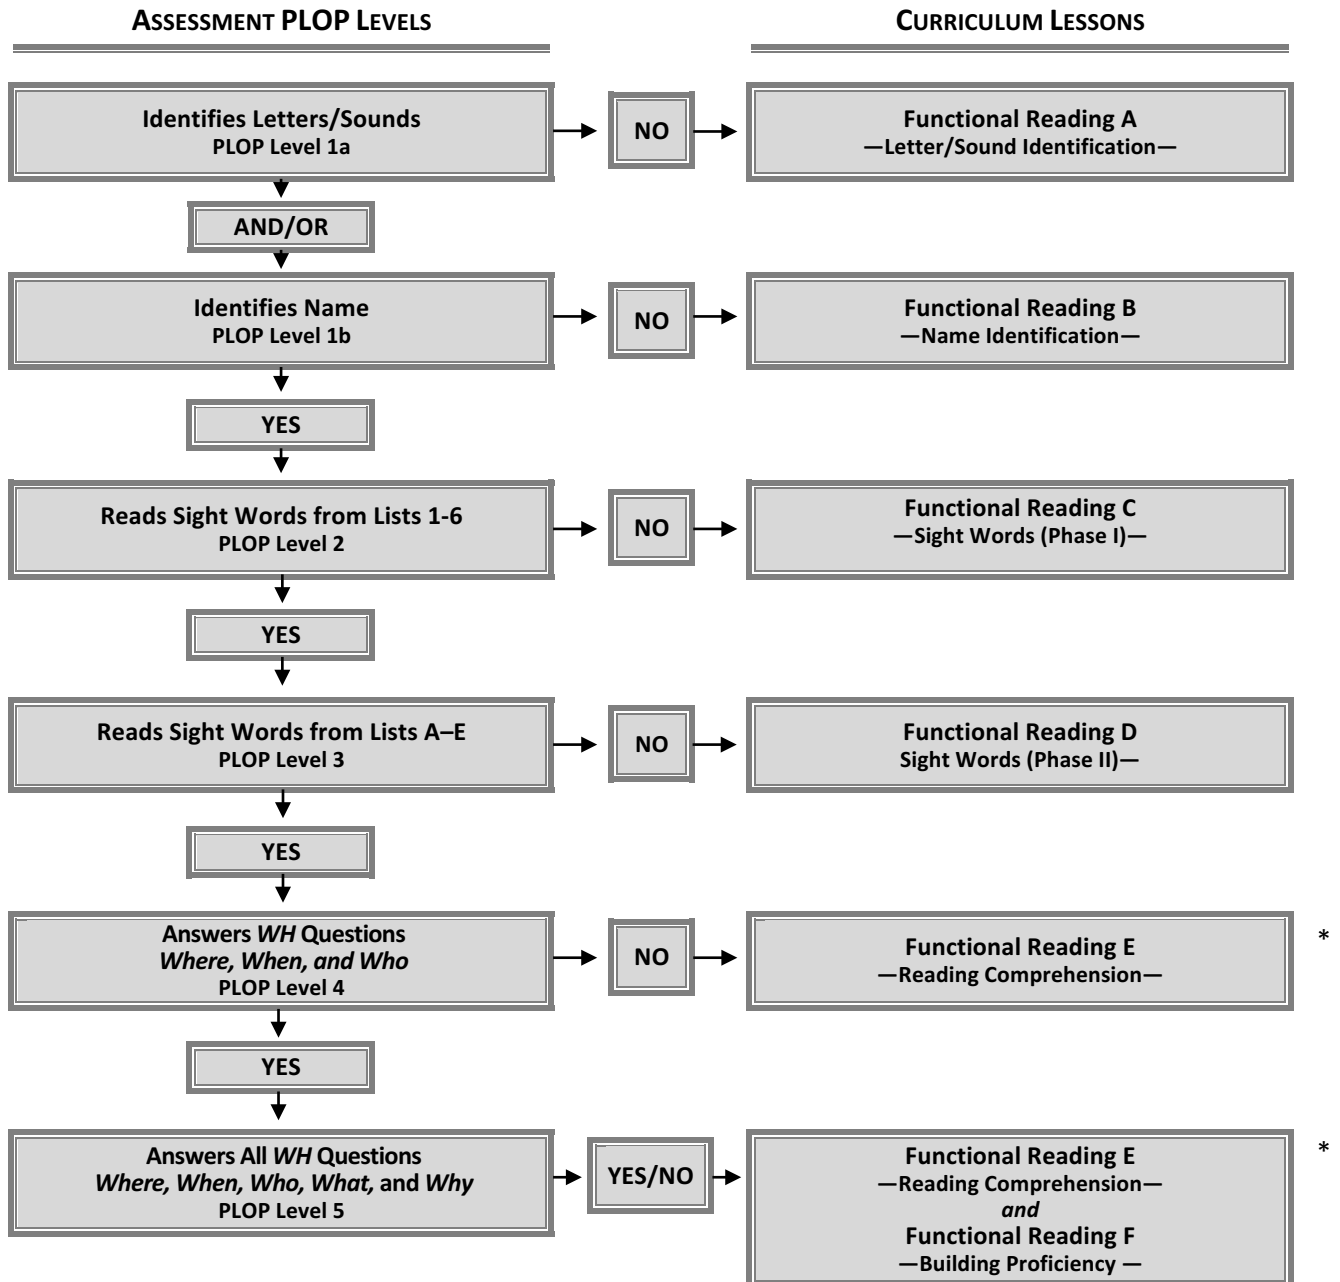 ASSESSMENT PLOP LEVELS
CURRICULUM LESSONS
Identifies Letters/Sounds
PLOP Level 1a
NO
Functional Reading A
—Letter/Sound Identification—
AND/OR
Identifies Name
PLOP Level 1b
NO
Functional Reading B
—Name Identification—
YES
Reads Sight Words from Lists 1-6
PLOP Level 2
NO
Functional Reading C
—Sight Words (Phase I)—
YES
Reads Sight Words from Lists A–E
PLOP Level 3
NO
Functional Reading D
Sight Words (Phase II)—
YES
Answers WH Questions
Where, When, and Who
PLOP Level 4
NO
Functional Reading E
—Reading Comprehension—
*
YES
Answers All WH Questions
Where, When, Who, What, and Why
PLOP Level 5
YES/NO
Functional Reading E
—Reading Comprehension—
and
Functional Reading F
—Building Proficiency —
*